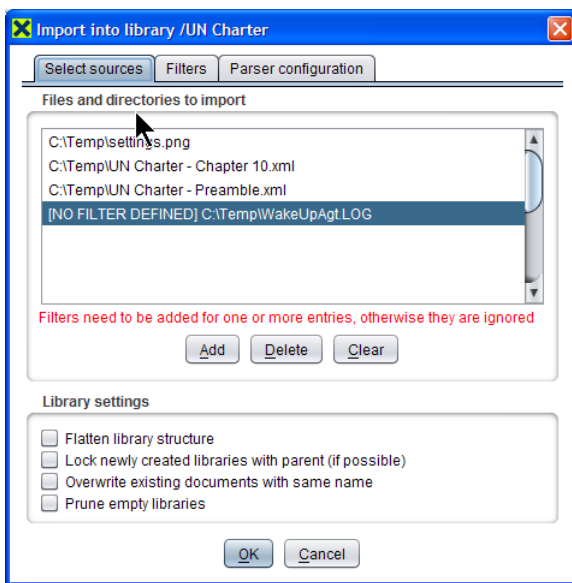 Import into library /UN Charter
Select sources Filters Parser configuration
Files and directories to import
C:\Temp\settings.png
C:\Temp\UN Charter - Chapter 10.xml
C:\Temp\UN Charter - Preamble.xml
[NO FILTER DEFINED] C:\Temp\WakeUpAgt.LOG
Filters need to be added for one or more entries, otherwise they are ignored
Add Delete Clear
Library settings
Flatten library structure
Lock newly created libraries with parent (if possible)
Overwrite existing documents with same name
Prune empty libraries
OK Cancel